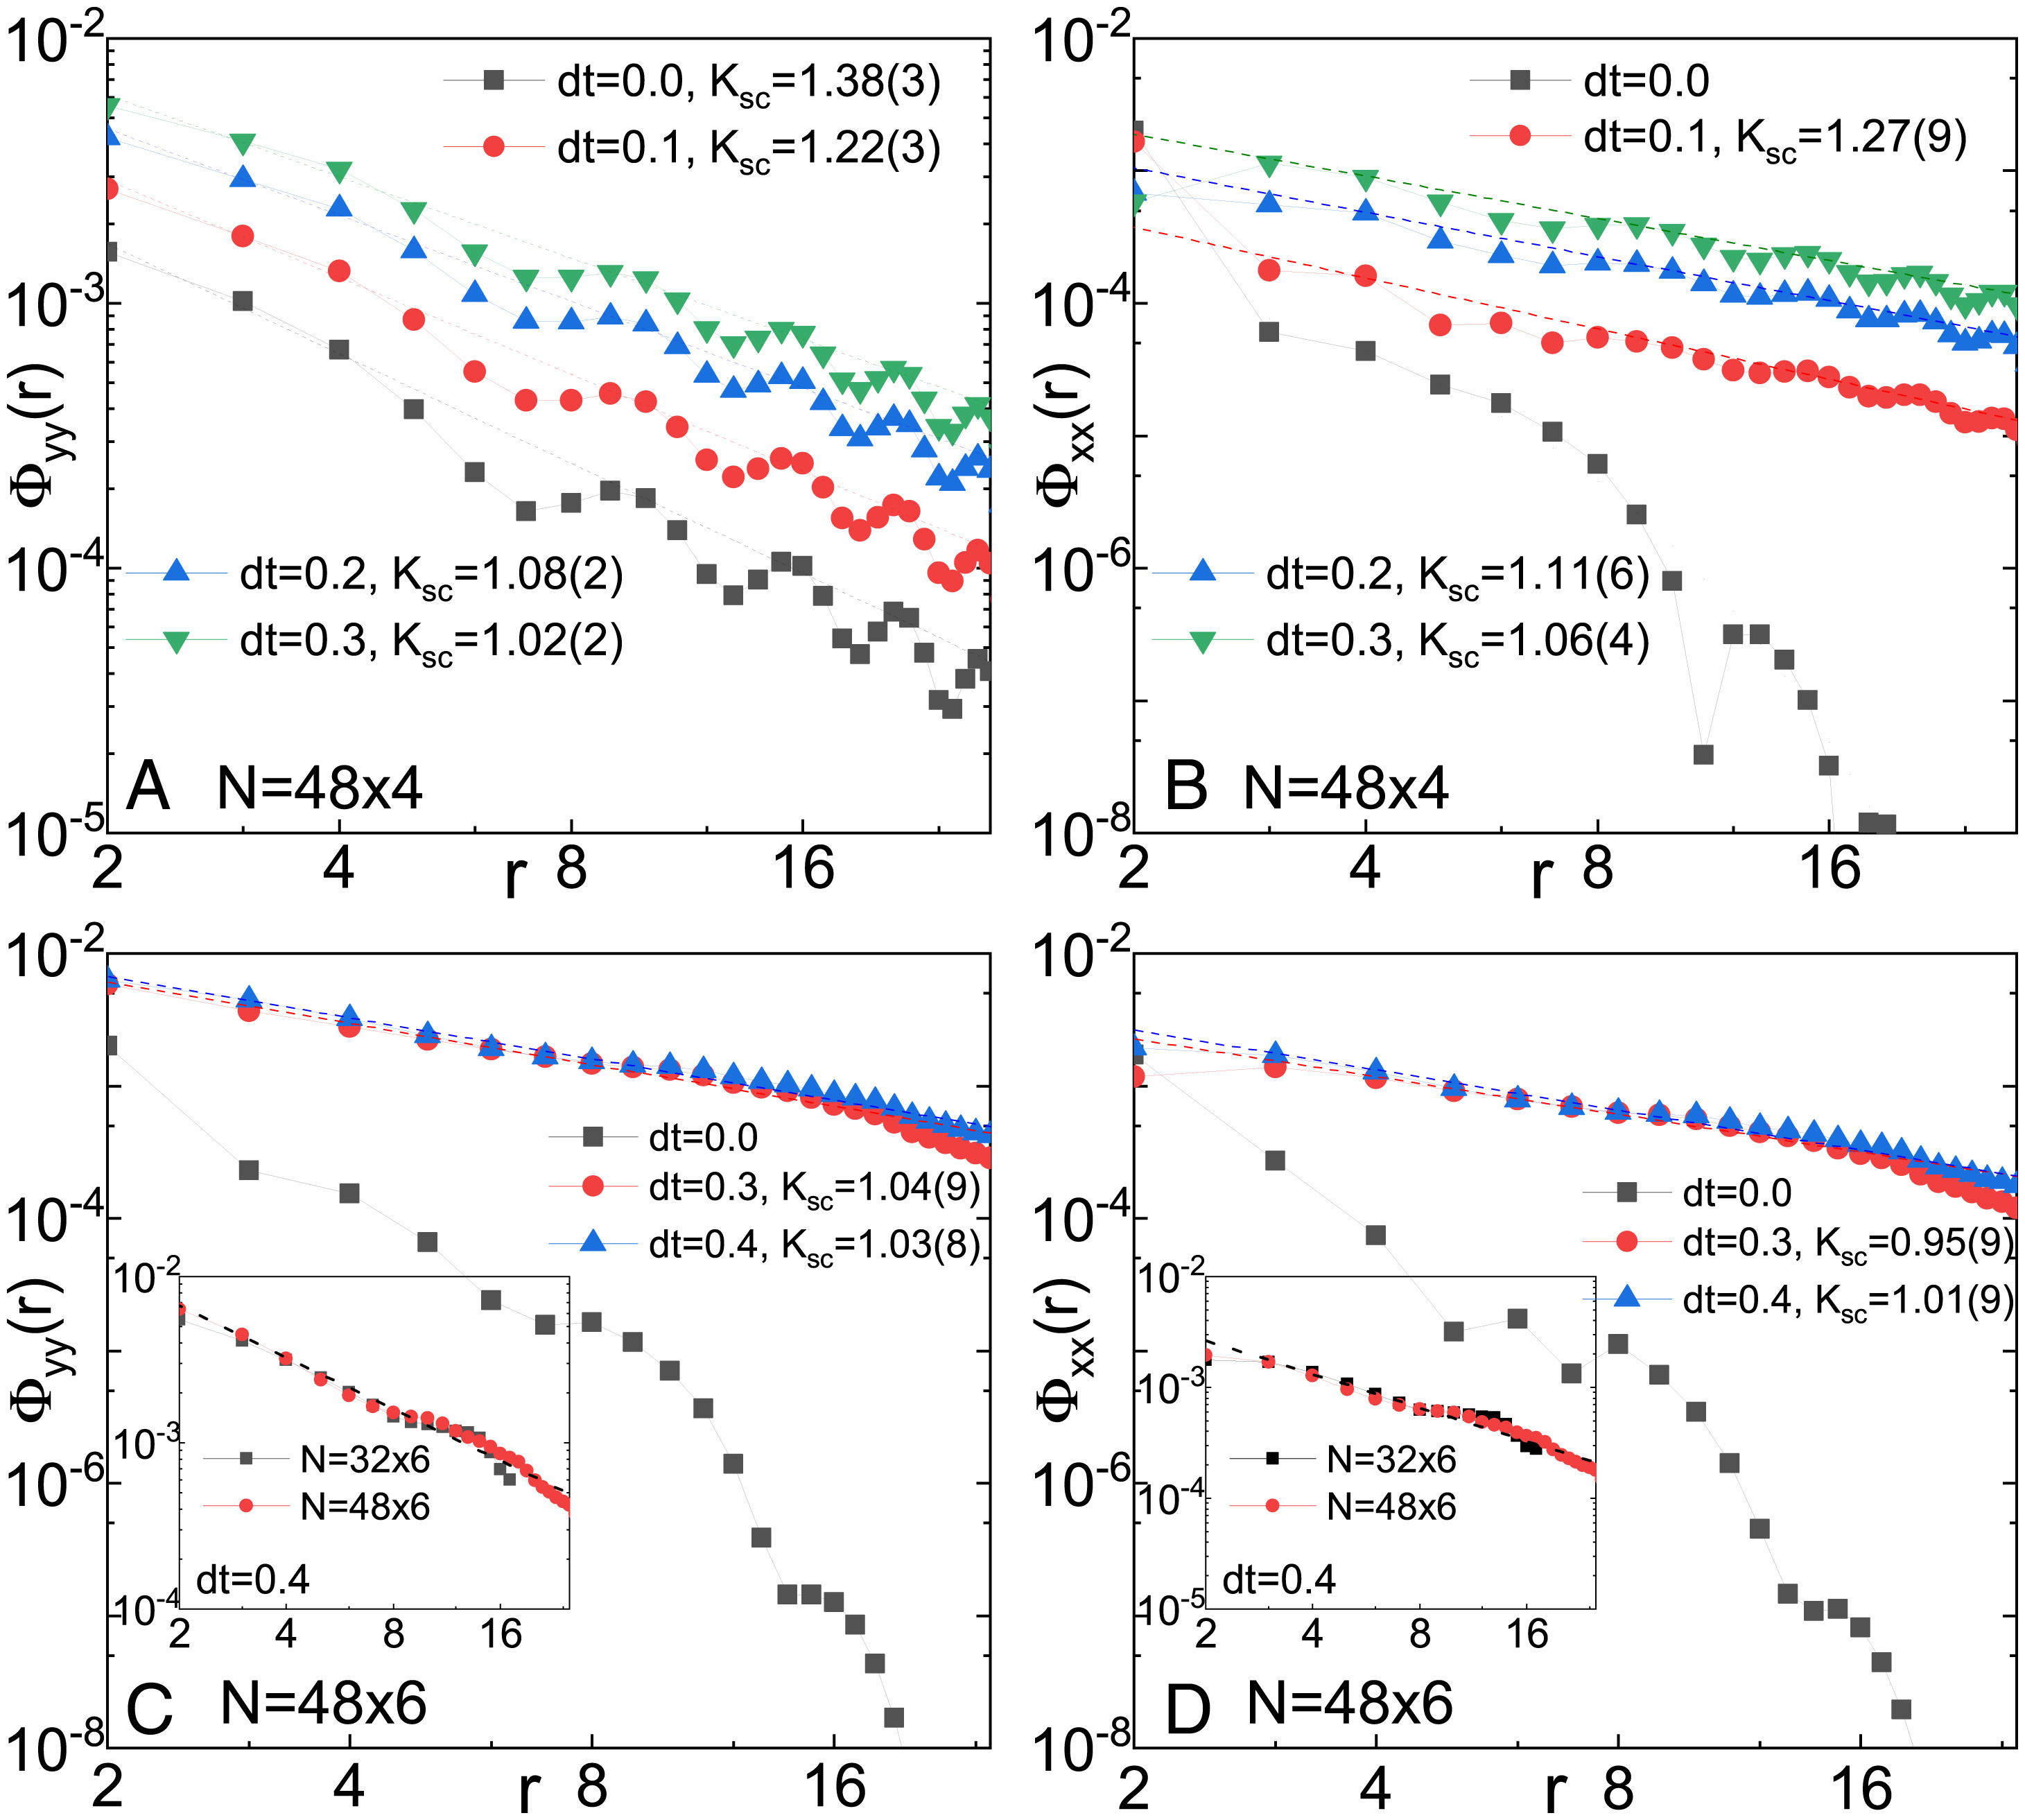 10-2
10-3
10-4
10-5
Φyy(r)
dt=0.0, Ksc=1.38(3)
dt=0.1, Ksc=1.22(3)
dt=0.2, Ksc=1.08(2)
dt=0.3, Ksc=1.02(2)
A N=48x4
2 4 r 8 16
10-2
10-4
10-6
10-8
Φxx(r)
dt=0.0
dt=0.1, Ksc=1.27(9)
dt=0.2, Ksc=1.11(6)
dt=0.3, Ksc=1.06(4)
B N=48x4
2 4 r 8 16
10-2
10-4
10-6
10-8
Φyy(r)
dt=0.0
dt=0.3, Ksc=1.04(9)
dt=0.4, Ksc=1.03(8)
10-2
10-3
10-4
N=32x6
N=48x6
dt=0.4
2 4 8 16
C N=48x6
2 4 r 8 16
10-2
10-4
10-6
10-8
Φxx(r)
dt=0.0
dt=0.3, Ksc=0.95(9)
dt=0.4, Ksc=1.01(9)
10-2
10-3
10-4
10-5
N=32x6
N=48x6
dt=0.4
2 4 8 16
D N=48x6
2 4 r 8 16